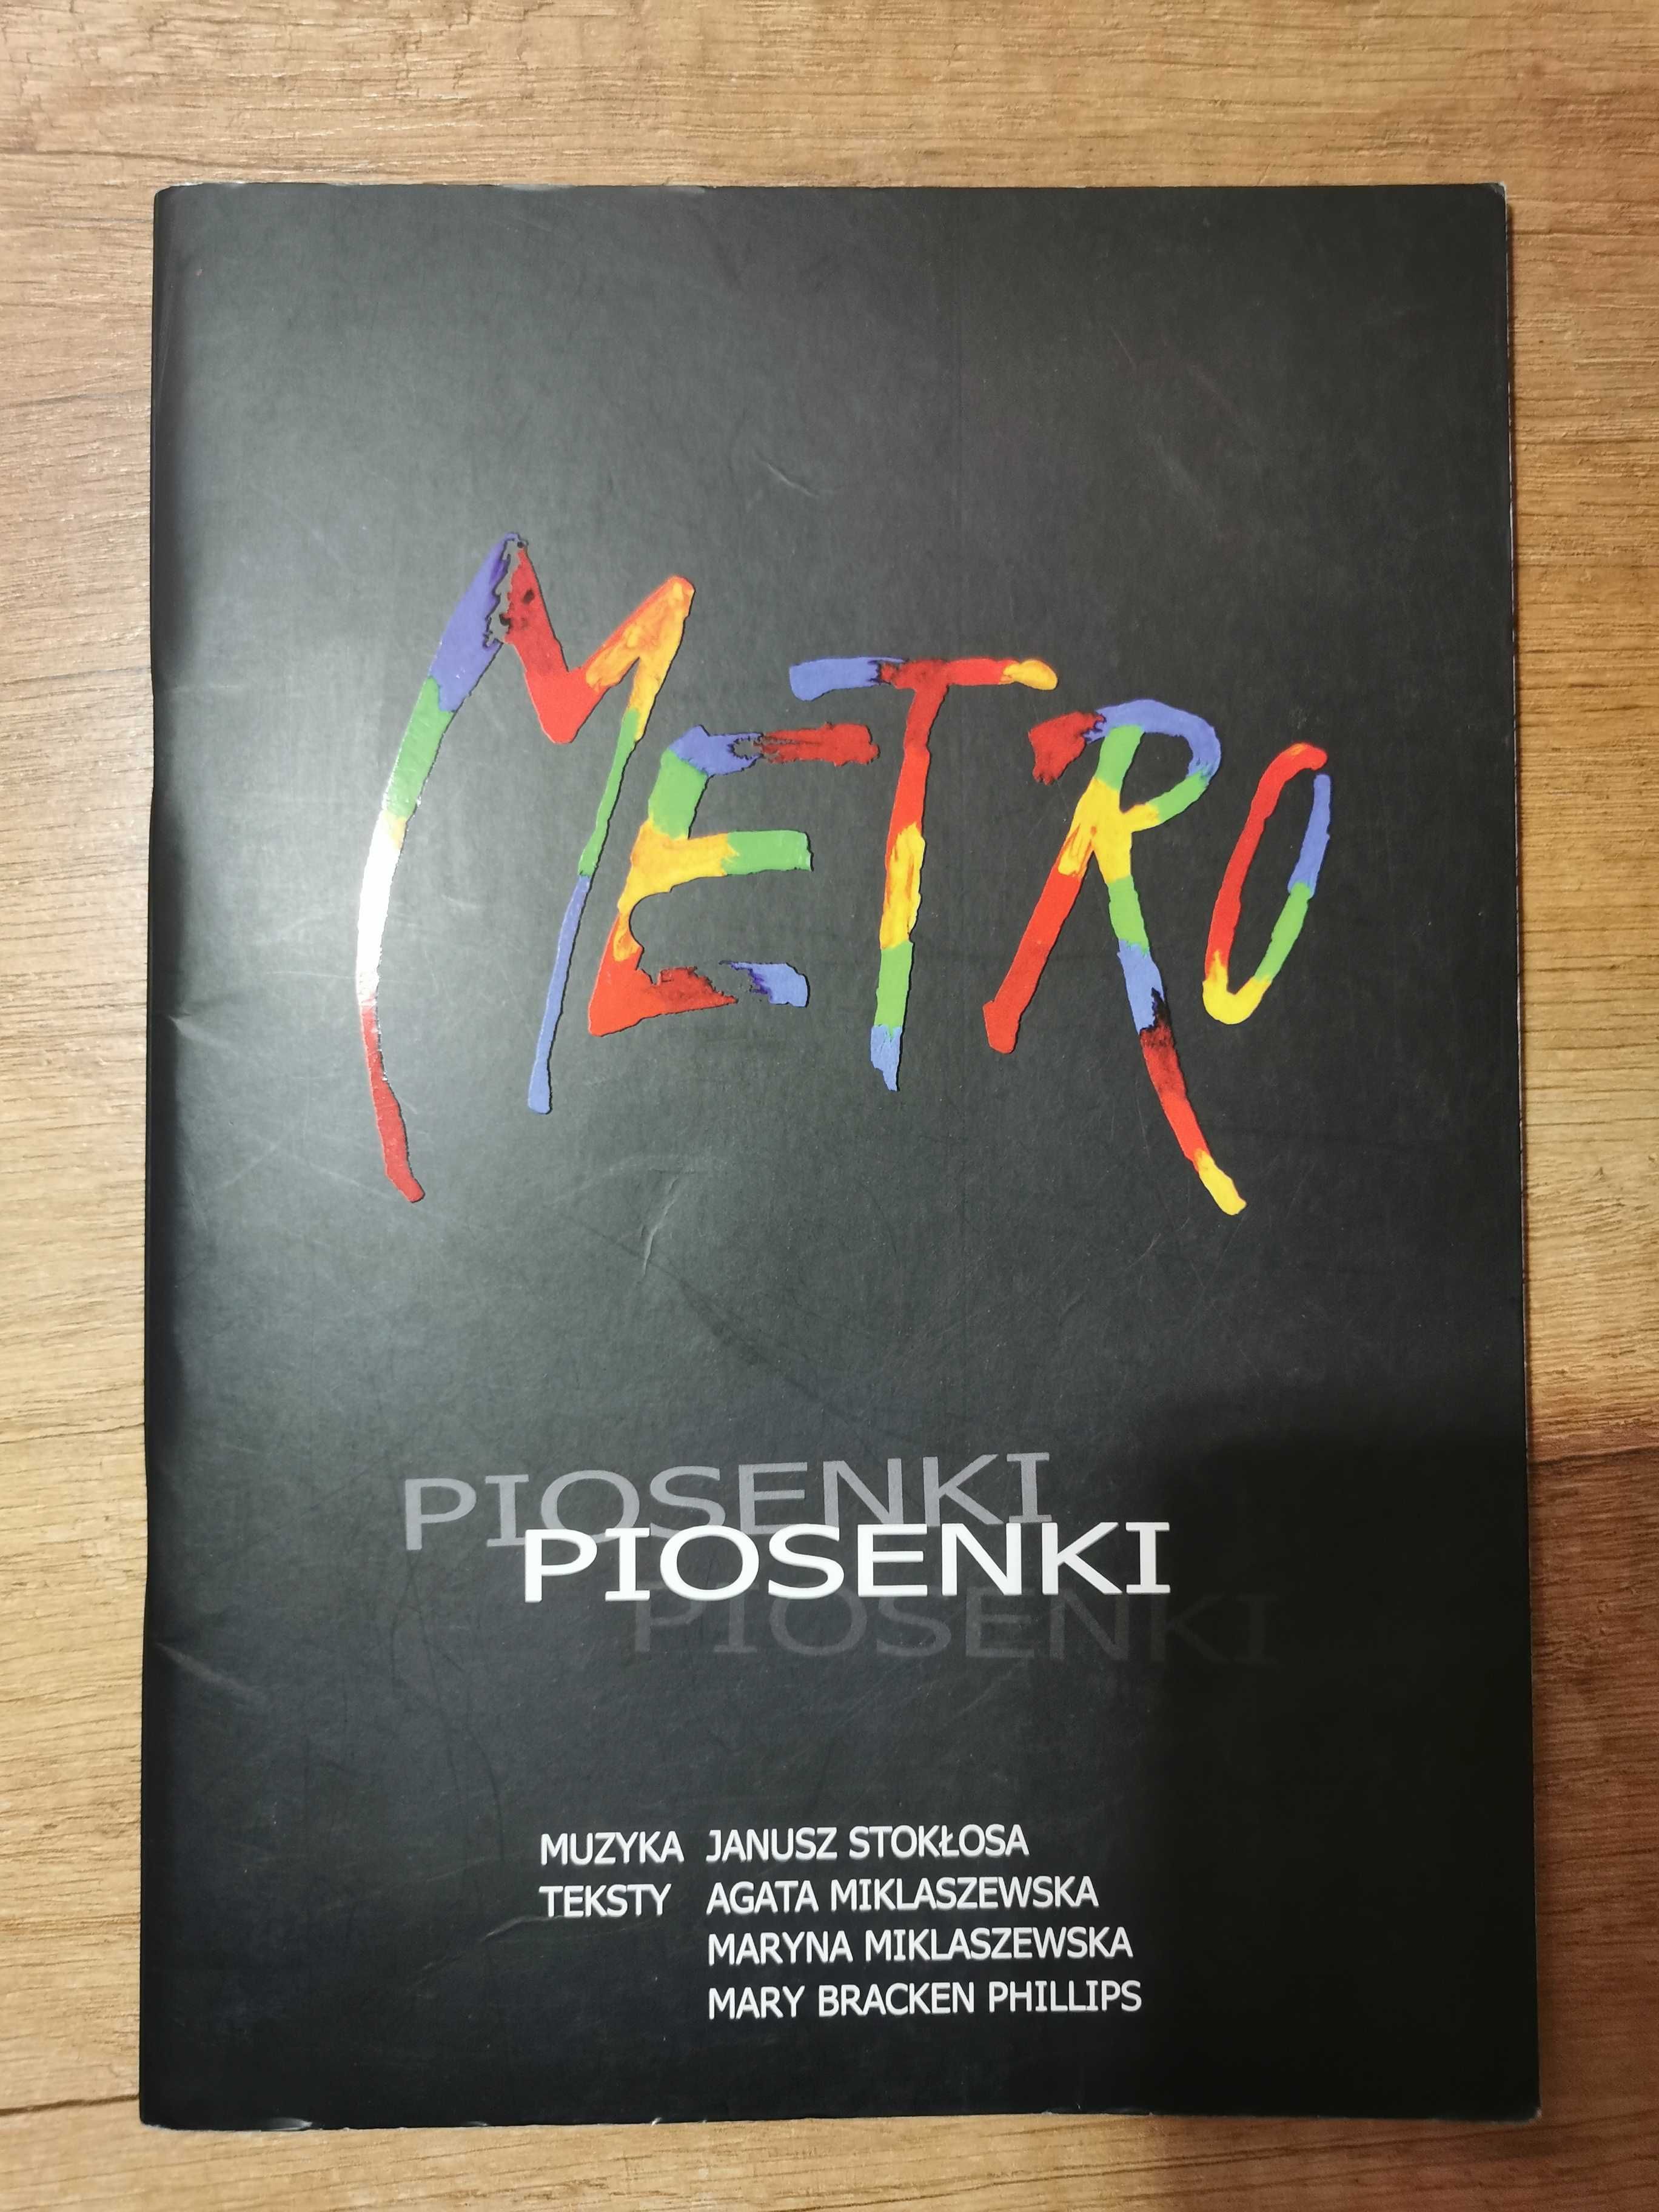 METRO
PIOSENKI
PIOSENKI
PIOSENKI
MUZYKA JANUSZ STOKŁOSA
TEKSTY AGATA MIKLASZEWSKA
MARYNA MIKLASZEWSKA
MARY BRACKEN PHILLIPS